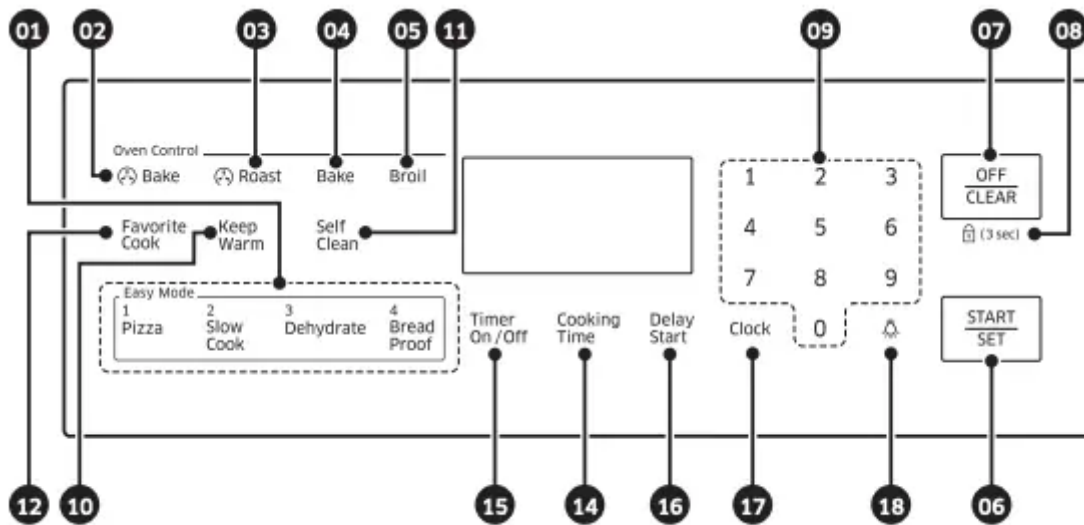 01
02
03
04
05
11
09
07
08
Oven Control
Bake
Roast
Bake
Broil
1 2 3
OFF
CLEAR
Favorite
Cook
Keep
Warm
Self
Clean
4 5 6
(3 sec)
7 8 9
Easy Mode
1
Pizza
2
Slow
Cook
3
Dehydrate
4
Bread
Proof
Timer
On /Off
Cooking
Time
Delay
Start
Clock
0
START
SET
12
10
15
14
16
17
18
06